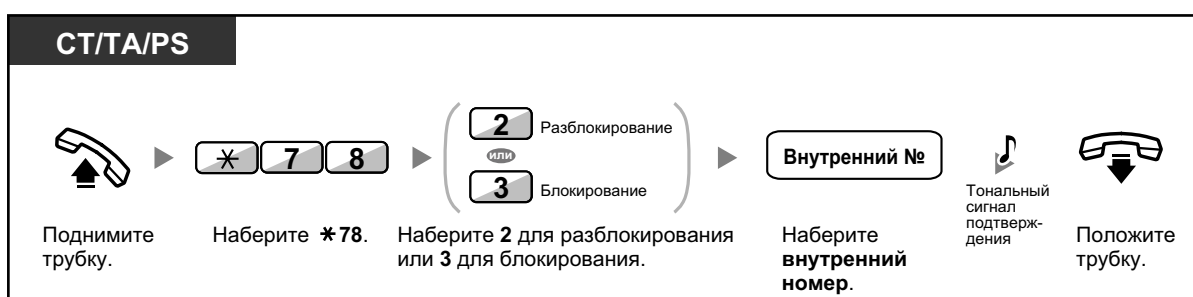 CT/TA/PS
2 Разблокирование
или
3 Блокирование
* 7 8
Внутренний №
Тональный
сигнал
подтверж-
дения
Поднимите
трубку.
Наберите *78.
Наберите 2 для разблокирования
или 3 для блокирования.
Наберите
внутренний
номер.
Положите
трубку.